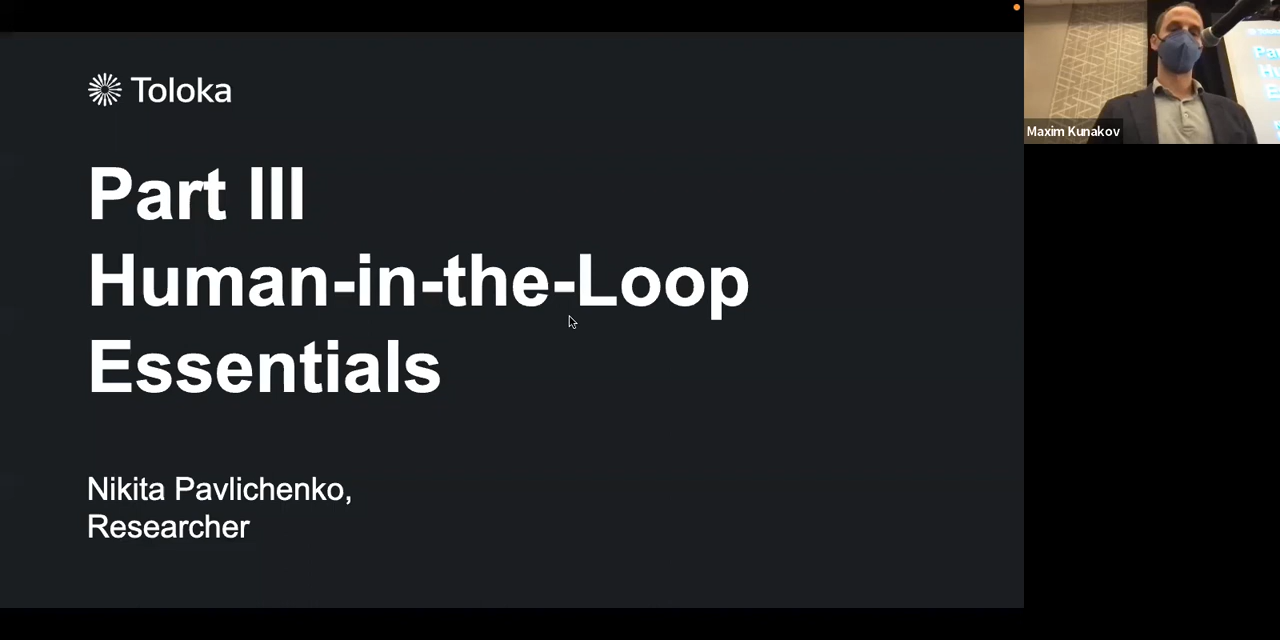 Toloka
Part III
Human-in-the-Loop
Essentials
Nikita Pavlichenko,
Researcher
Maxim Kunakov